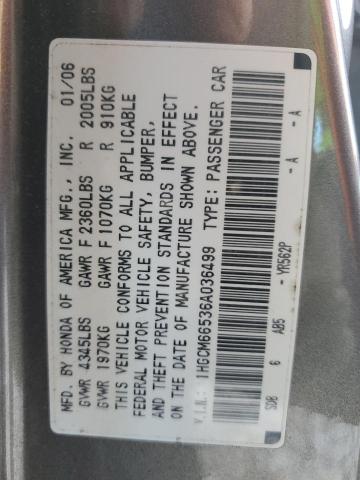 MFD. BY HONDA OF AMERICA MFG., INC. 01/06
GVWR 4345LBS GAWR F 2360LBS R 2005LBS
GVWR 1970KG GAWR F 1070KG R 910KG
THIS VEHICLE CONFORMS TO ALL APPLICABLE
FEDERAL MOTOR VEHICLE SAFETY, BUMPER,
AND THEFT PREVENTION STANDARDS IN EFFECT
ON THE DATE OF MANUFACTURE SHOWN ABOVE.
V.I.N.: 1HGCM66536A036499 TYPE: PASSENGER CAR
SDB 6 AB5 - YR562P - A - A